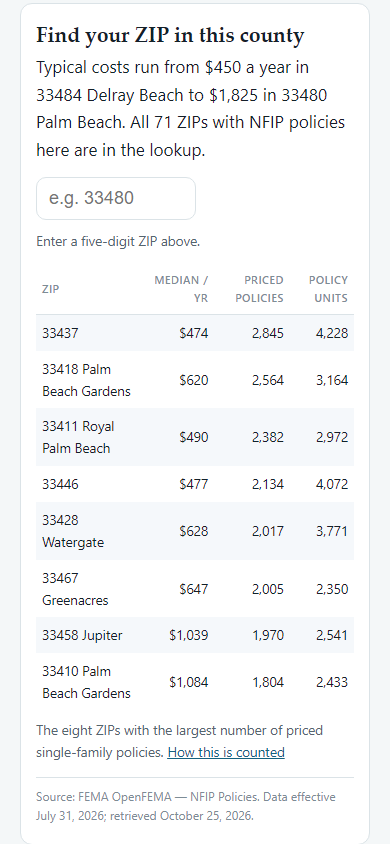 Find your ZIP in this county
Typical costs run from $450 a year in
33484 Delray Beach to $1,825 in 33480
Palm Beach. All 71 ZIPs with NFIP policies
here are in the lookup.
e.g. 33480
Enter a five-digit ZIP above.
ZIP MEDIAN / YR PRICED POLICIES POLICY UNITS
33437 $474 2,845 4,228
33418 Palm Beach Gardens $620 2,564 3,164
33411 Royal Palm Beach $490 2,382 2,972
33446 $477 2,134 4,072
33428 Watergate $628 2,017 3,771
33467 Greenacres $647 2,005 2,350
33458 Jupiter $1,039 1,970 2,541
33410 Palm Beach Gardens $1,084 1,804 2,433
The eight ZIPs with the largest number of priced
single-family policies. How this is counted
Source: FEMA OpenFEMA — NFIP Policies. Data effective
July 31, 2026; retrieved October 25, 2026.